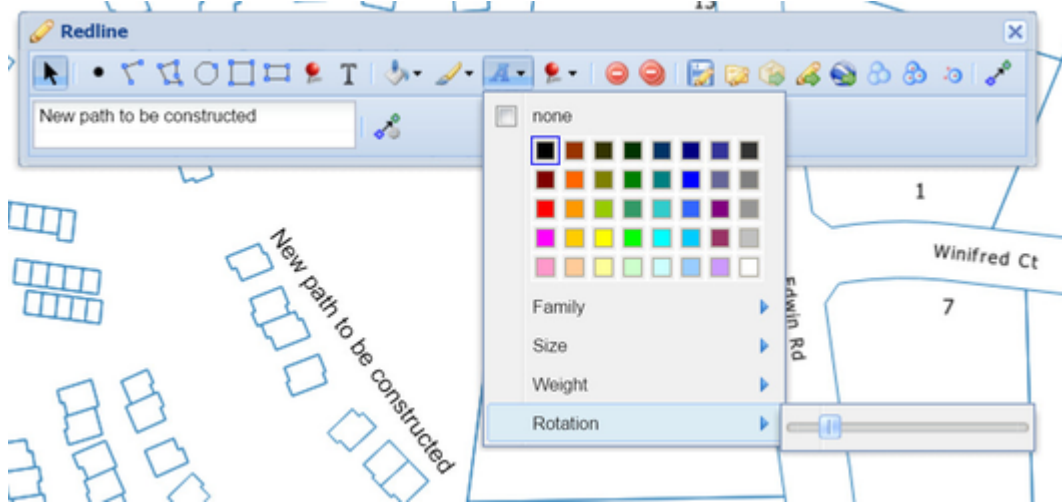 13
Redline
T
A
New path to be constructed
none
1
Winifred Ct
New path to be constructed
Edwin Rd
7
Family
Size
Weight
Rotation